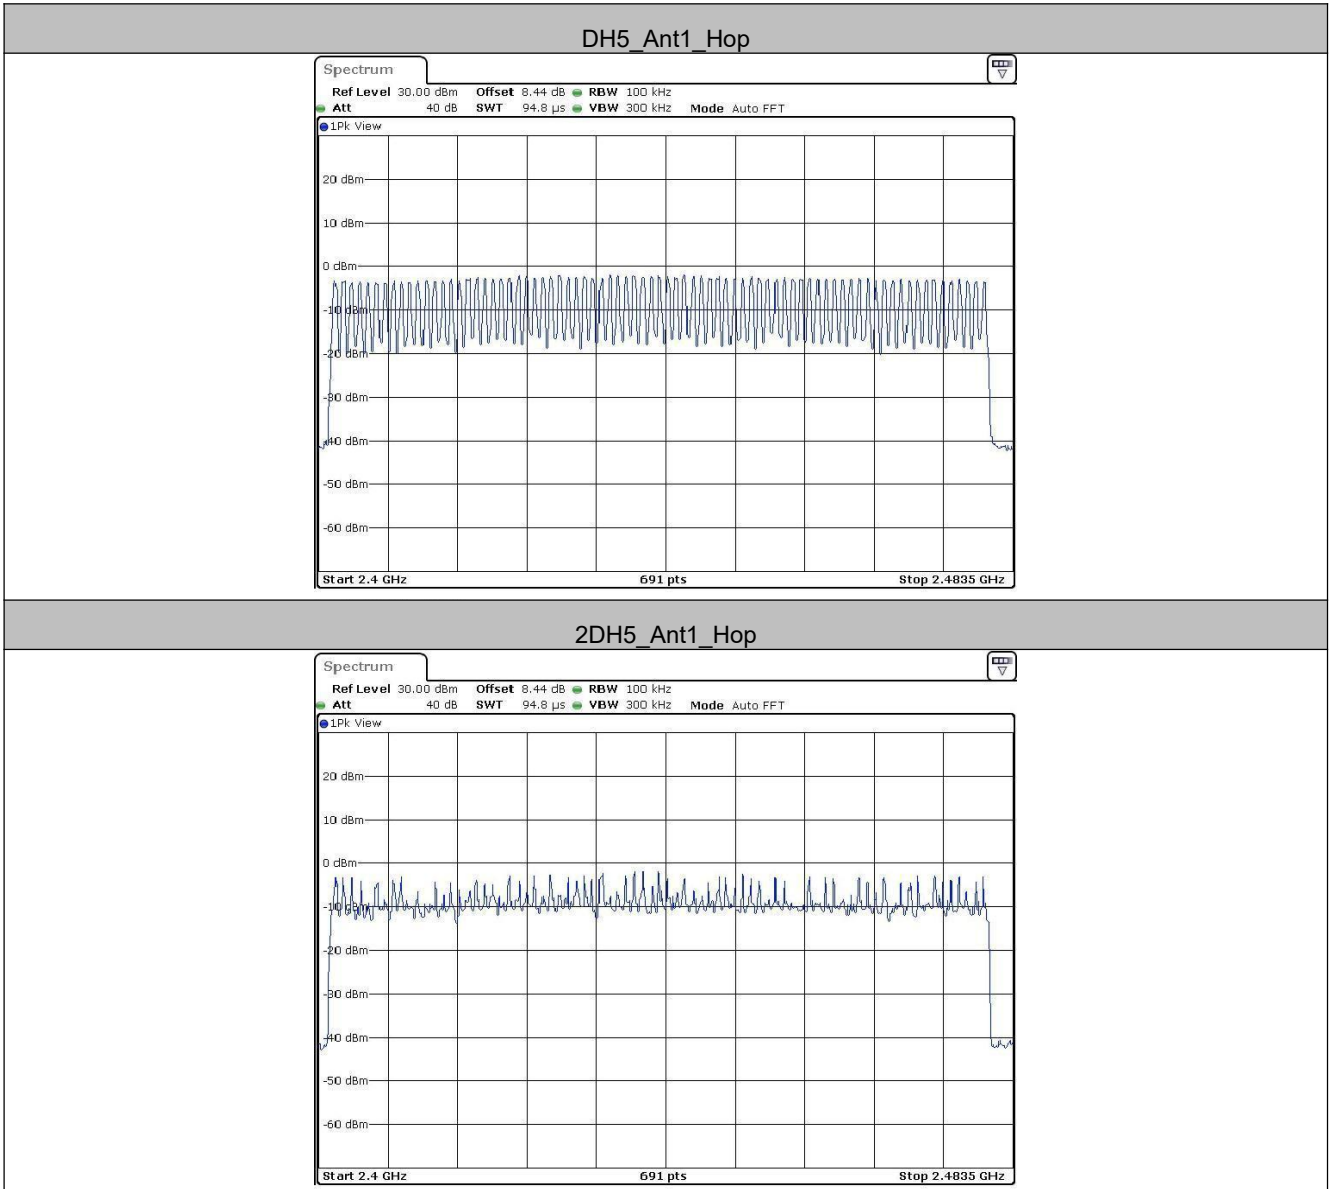 DH5_Ant1_Hop
Spectrum
Ref Level 30.00 dBm Offset 8.44 dB RBW 100 kHz
Att 40 dB SWT 94.8 µs VBW 300 kHz Mode Auto FFT
1Pk View
20 dBm
10 dBm
0 dBm
-10 dBm
-20 dBm
-30 dBm
-40 dBm
-50 dBm
-60 dBm
Start 2.4 GHz 691 pts Stop 2.4835 GHz
2DH5_Ant1_Hop
Spectrum
Ref Level 30.00 dBm Offset 8.44 dB RBW 100 kHz
Att 40 dB SWT 94.8 µs VBW 300 kHz Mode Auto FFT
1Pk View
20 dBm
10 dBm
0 dBm
-10 dBm
-20 dBm
-30 dBm
-40 dBm
-50 dBm
-60 dBm
Start 2.4 GHz 691 pts Stop 2.4835 GHz